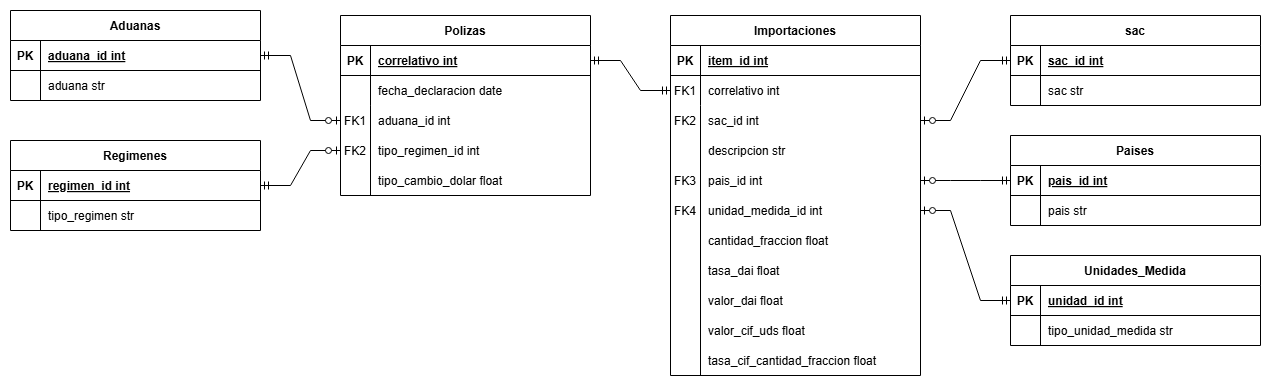 Aduanas
PK aduana_id int
aduana str
Regimenes
PK regimen_id int
tipo_regimen str
Polizas
PK correlativo int
fecha_declaracion date
FK1 aduana_id int
FK2 tipo_regimen_id int
tipo_cambio_dolar float
Importaciones
PK item_id int
FK1 correlativo int
FK2 sac_id int
descripcion str
FK3 pais_id int
FK4 unidad_medida_id int
cantidad_fraccion float
tasa_dai float
valor_dai float
valor_cif_uds float
tasa_cif_cantidad_fraccion float
sac
PK sac_id int
sac str
Paises
PK pais_id int
pais str
Unidades_Medida
PK unidad_id int
tipo_unidad_medida str